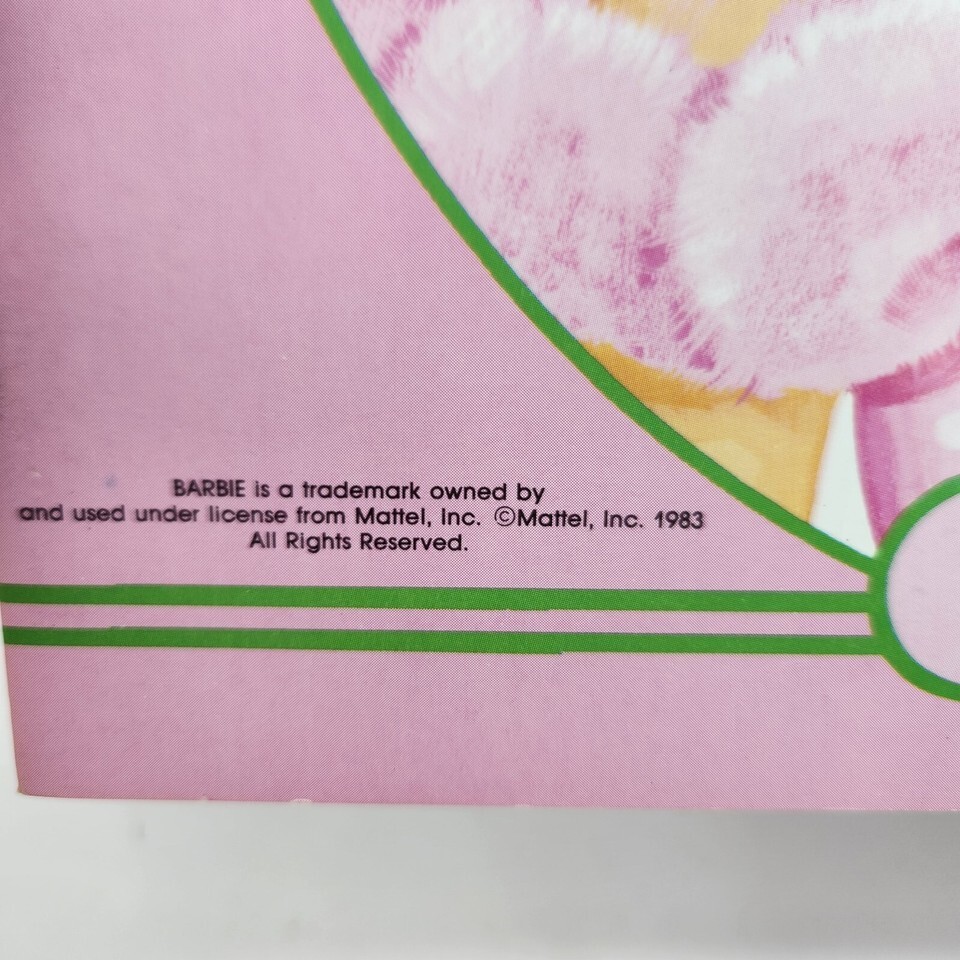 BARBIE is a trademark owned by
and used under license from Mattel, Inc. ©Mattel, Inc. 1983
All Rights Reserved.